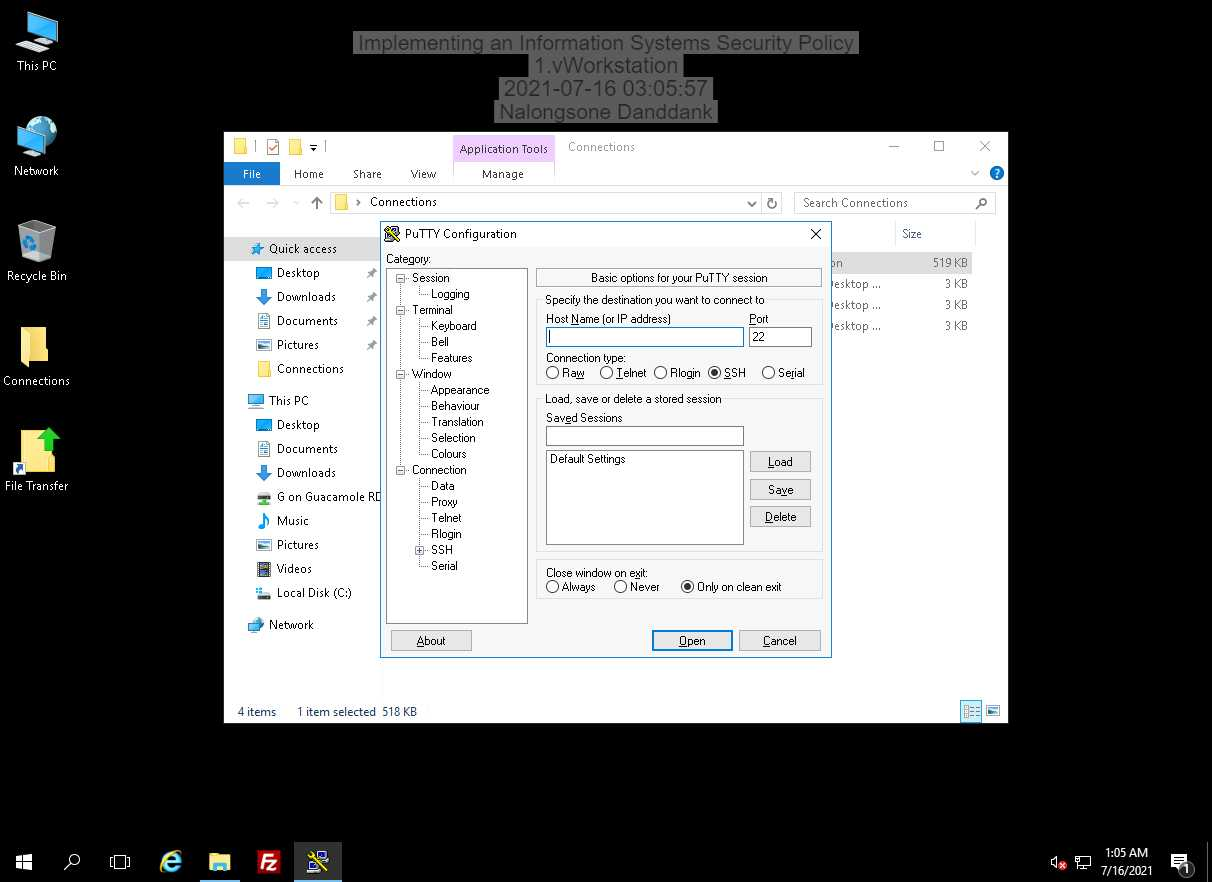 Implementing an Information Systems Security Policy
1.vWorkstation
2021-07-16 03:05:57
Nalongsone Danddank
This PC
Network
Recycle Bin
Connections
File Transfer
Application Tools
Connections
File
Home
Share
View
Manage
Connections
Search Connections
Quick access
Desktop
Downloads
Documents
Pictures
Connections
This PC
Desktop
Documents
Downloads
G on Guacamole RD
Music
Pictures
Videos
Local Disk (C:)
Network
Size
on 519 KB
Desktop ... 3 KB
Desktop ... 3 KB
Desktop ... 3 KB
PuTTY Configuration
Category:
Session
Logging
Terminal
Keyboard
Bell
Features
Window
Appearance
Behaviour
Translation
Selection
Colours
Connection
Data
Proxy
Telnet
Rlogin
SSH
Serial
Basic options for your PuTTY session
Specify the destination you want to connect to
Host Name (or IP address) Port
22
Connection type:
Raw Telnet Rlogin SSH Serial
Load, save or delete a stored session
Saved Sessions
Default Settings
Load
Save
Delete
Close window on exit:
Always Never Only on clean exit
About
Open
Cancel
4 items 1 item selected 518 KB
1:05 AM
7/16/2021
1